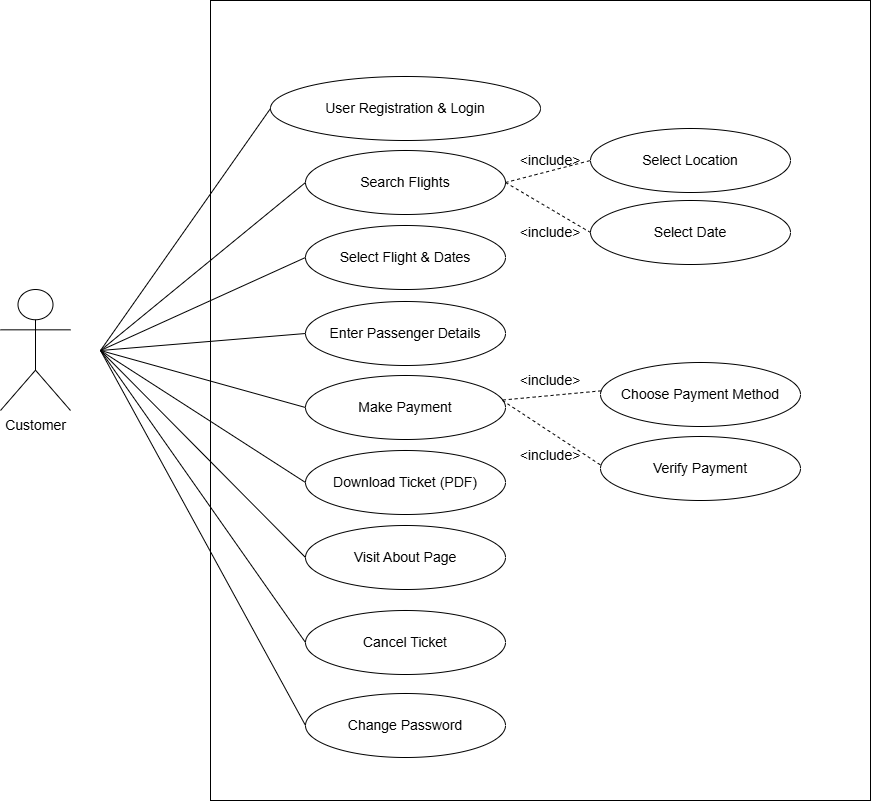 User Registration & Login
Search Flights
<include>
Select Location
<include>
Select Date
Select Flight & Dates
Enter Passenger Details
Customer
Make Payment
<include>
Choose Payment Method
<include>
Verify Payment
Download Ticket (PDF)
Visit About Page
Cancel Ticket
Change Password